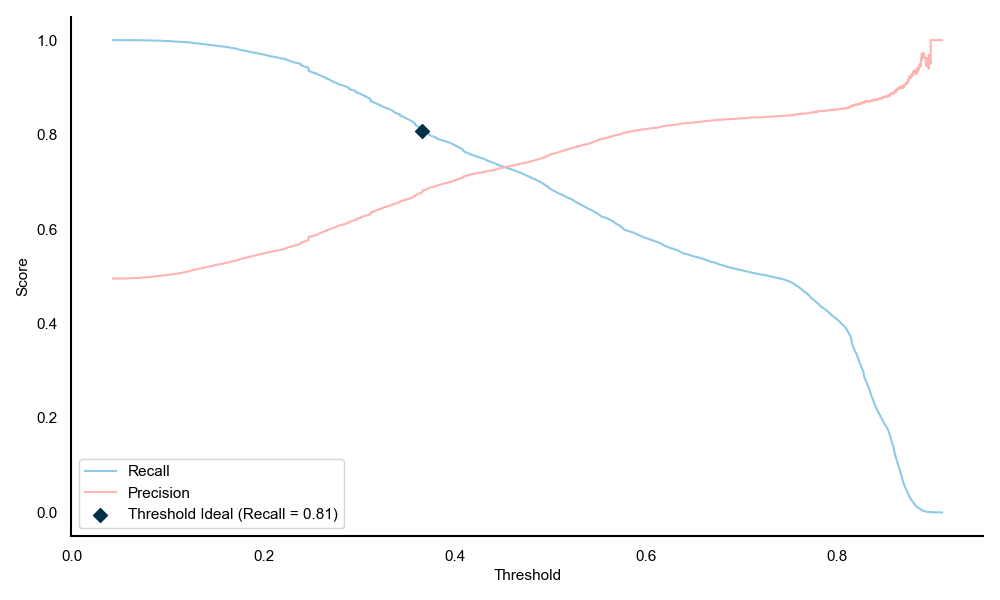 1.0
0.8
0.6
0.4
0.2
0.0
Score
0.0 0.2 0.4 0.6 0.8
Threshold
Recall
Precision
Threshold Ideal (Recall = 0.81)